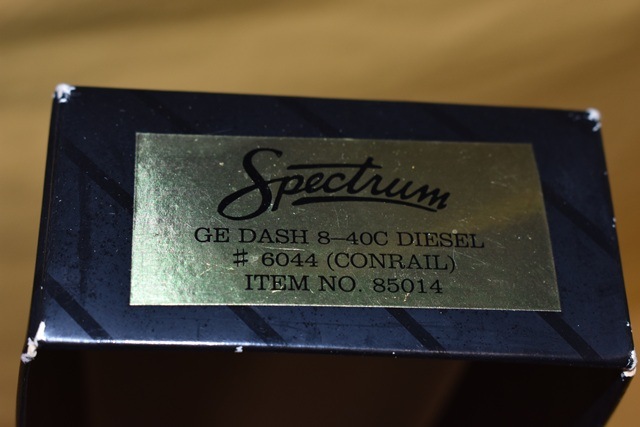 Spectrum
GE DASH 8-40C DIESEL
# 6044 (CONRAIL)
ITEM NO. 85014